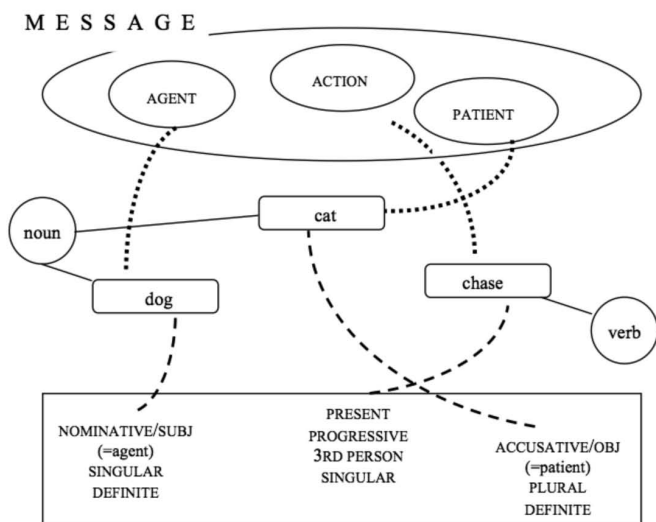 MESSAGE
AGENT
ACTION
PATIENT
noun
cat
dog
chase
verb
NOMINATIVE/SUBJ
(=agent)
SINGULAR
DEFINITE
PRESENT
PROGRESSIVE
3RD PERSON
SINGULAR
ACCUSATIVE/OBJ
(=patient)
PLURAL
DEFINITE